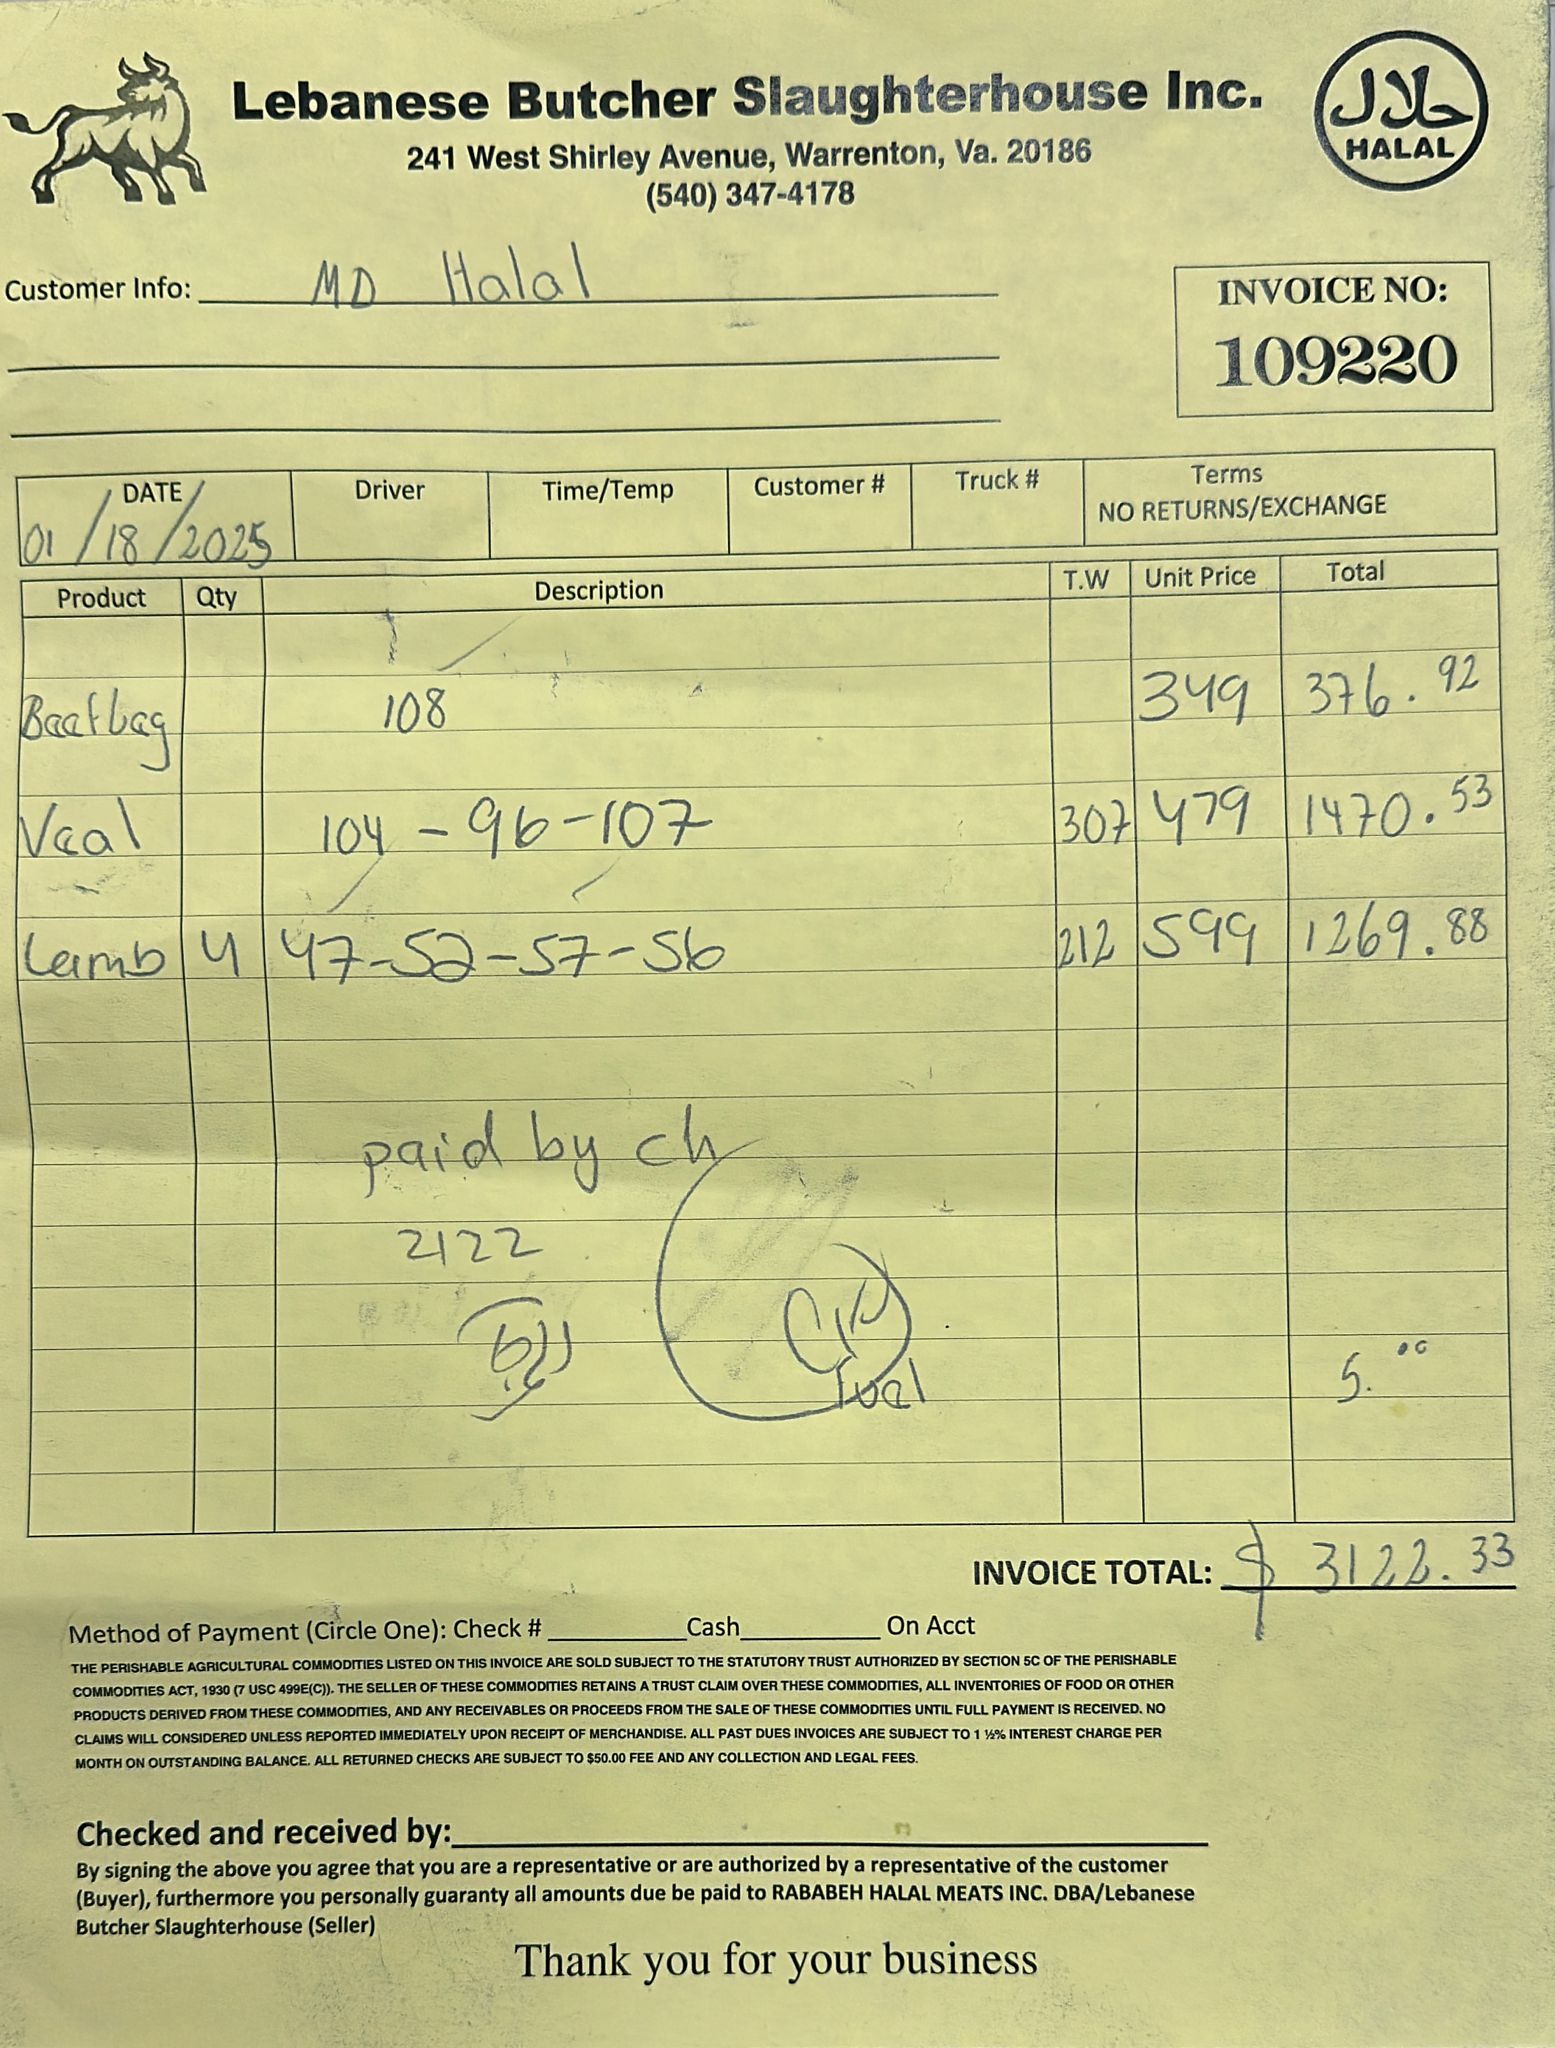 Lebanese Butcher Slaughterhouse Inc.
241 West Shirley Avenue, Warrenton, Va. 20186
(540) 347-4178
حلال
HALAL
Customer Info: MD Halal
INVOICE NO:
109220
DATE Driver Time/Temp Customer # Truck # Terms
NO RETURNS/EXCHANGE
01/18/2025
Product Qty Description T.W Unit Price Total
108 349 376.92
Veal 104-96-107 307 479 1470.53
Lamb 4 47-52-57-56 212 599 1269.88
paid by ch
2122
fuel 5.00
INVOICE TOTAL: $ 3122.33
Method of Payment (Circle One): Check # Cash On Acct
THE PERISHABLE AGRICULTURAL COMMODITIES LISTED ON THIS INVOICE ARE SOLD SUBJECT TO THE STATUTORY TRUST AUTHORIZED BY SECTION 5C OF THE PERISHABLE
COMMODITIES ACT, 1930 (7 USC 499E(C)). THE SELLER OF THESE COMMODITIES RETAINS A TRUST CLAIM OVER THESE COMMODITIES, ALL INVENTORIES OF FOOD OR OTHER
PRODUCTS DERIVED FROM THESE COMMODITIES, AND ANY RECEIVABLES OR PROCEEDS FROM THE SALE OF THESE COMMODITIES UNTIL FULL PAYMENT IS RECEIVED. NO
CLAIMS WILL CONSIDERED UNLESS REPORTED IMMEDIATELY UPON RECEIPT OF MERCHANDISE. ALL PAST DUES INVOICES ARE SUBJECT TO 1 ½% INTEREST CHARGE PER
MONTH ON OUTSTANDING BALANCE. ALL RETURNED CHECKS ARE SUBJECT TO $50.00 FEE AND ANY COLLECTION AND LEGAL FEES.
Checked and received by:
By signing the above you agree that you are a representative or are authorized by a representative of the customer
(Buyer), furthermore you personally guaranty all amounts due be paid to RABABEH HALAL MEATS INC. DBA/Lebanese
Butcher Slaughterhouse (Seller)
Thank you for your business